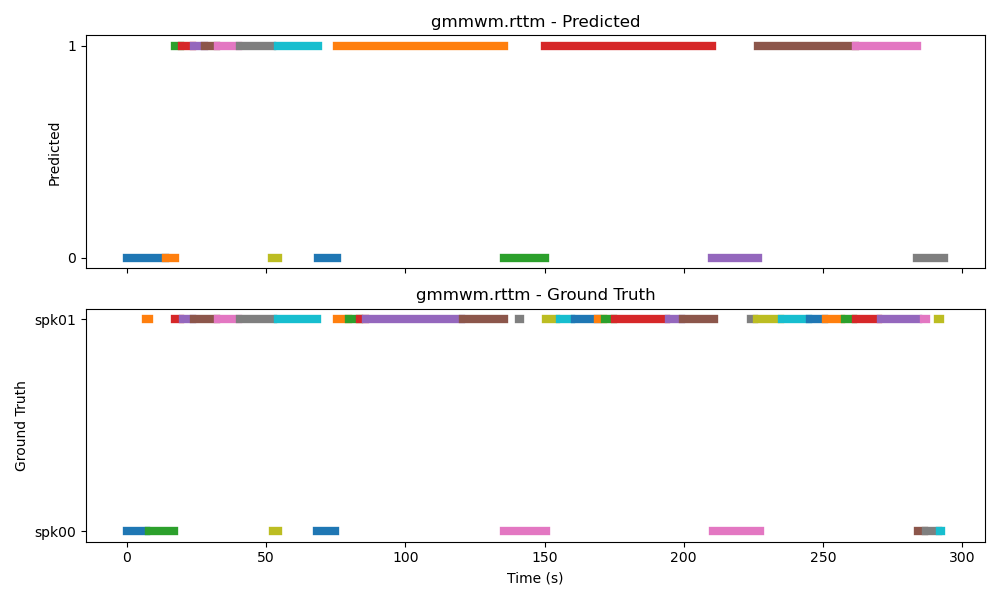 gmmwm.rttm - Predicted
1
Predicted
0
gmmwm.rttm - Ground Truth
spk01
Ground Truth
spk00
0 50 100 150 200 250 300
Time (s)